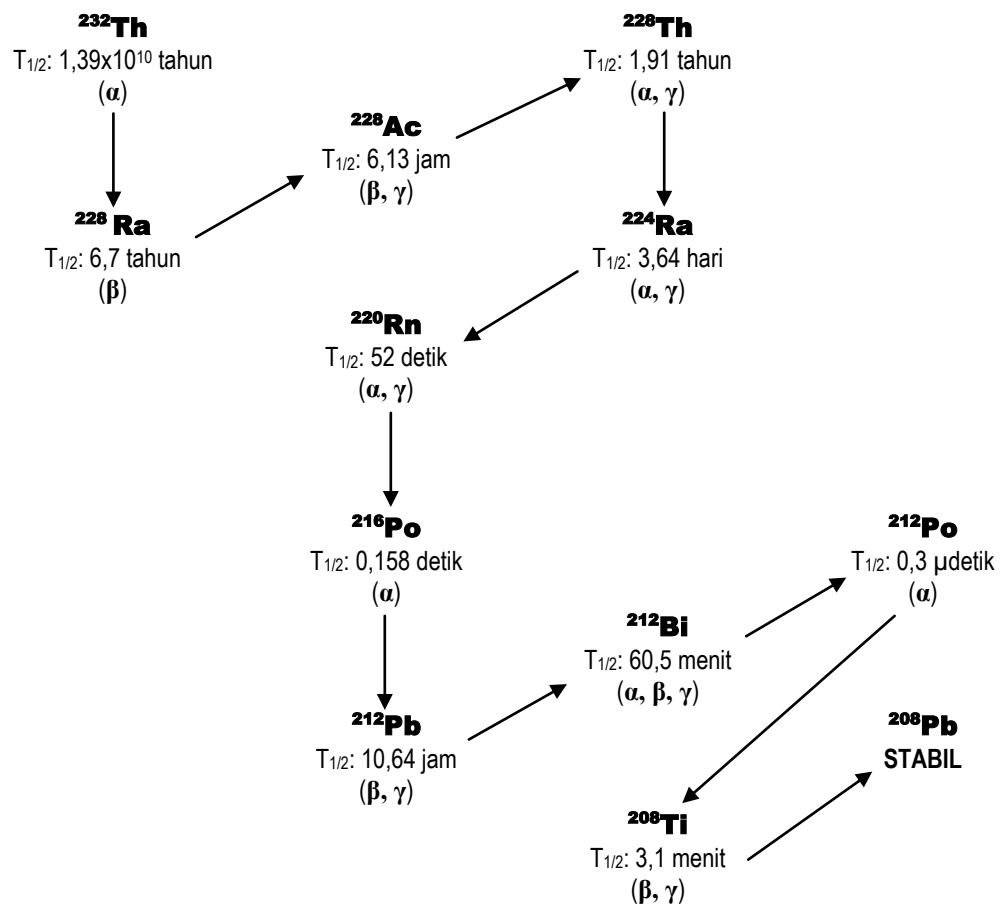 ²³²Th
T₁/₂: 1,39x10¹⁰ tahun
(α)
²²⁸ Ra
T₁/₂: 6,7 tahun
(β)
²²⁸Ac
T₁/₂: 6,13 jam
(β, γ)
²²⁸Th
T₁/₂: 1,91 tahun
(α, γ)
²²⁴Ra
T₁/₂: 3,64 hari
(α, γ)
²²⁰Rn
T₁/₂: 52 detik
(α, γ)
²¹⁶Po
T₁/₂: 0,158 detik
(α)
²¹²Pb
T₁/₂: 10,64 jam
(β, γ)
²¹²Bi
T₁/₂: 60,5 menit
(α, β, γ)
²¹²Po
T₁/₂: 0,3 µdetik
(α)
²⁰⁸Ti
T₁/₂: 3,1 menit
(β, γ)
²⁰⁸Pb
STABIL